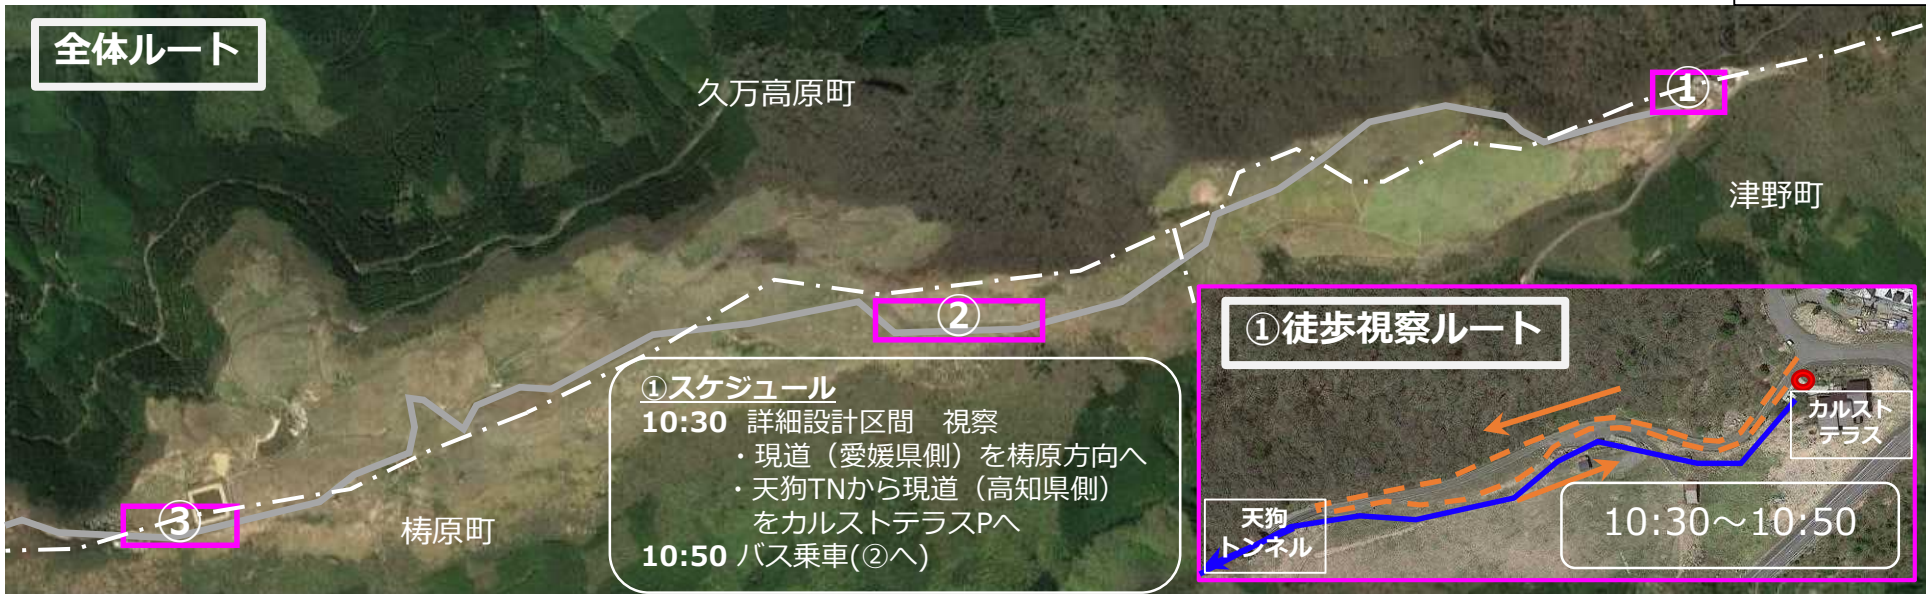 全体ルート
久万高原町
①
津野町
②
③
梼原町
①スケジュール
10:30 詳細設計区間 視察
・現道（愛媛県側）を梼原方向へ
・天狗TNから現道（高知県側）
をカルストテラスPへ
10:50 バス乗車(②へ)
①徒歩視察ルート
カルスト
テラス
天狗
トンネル
10:30～10:50